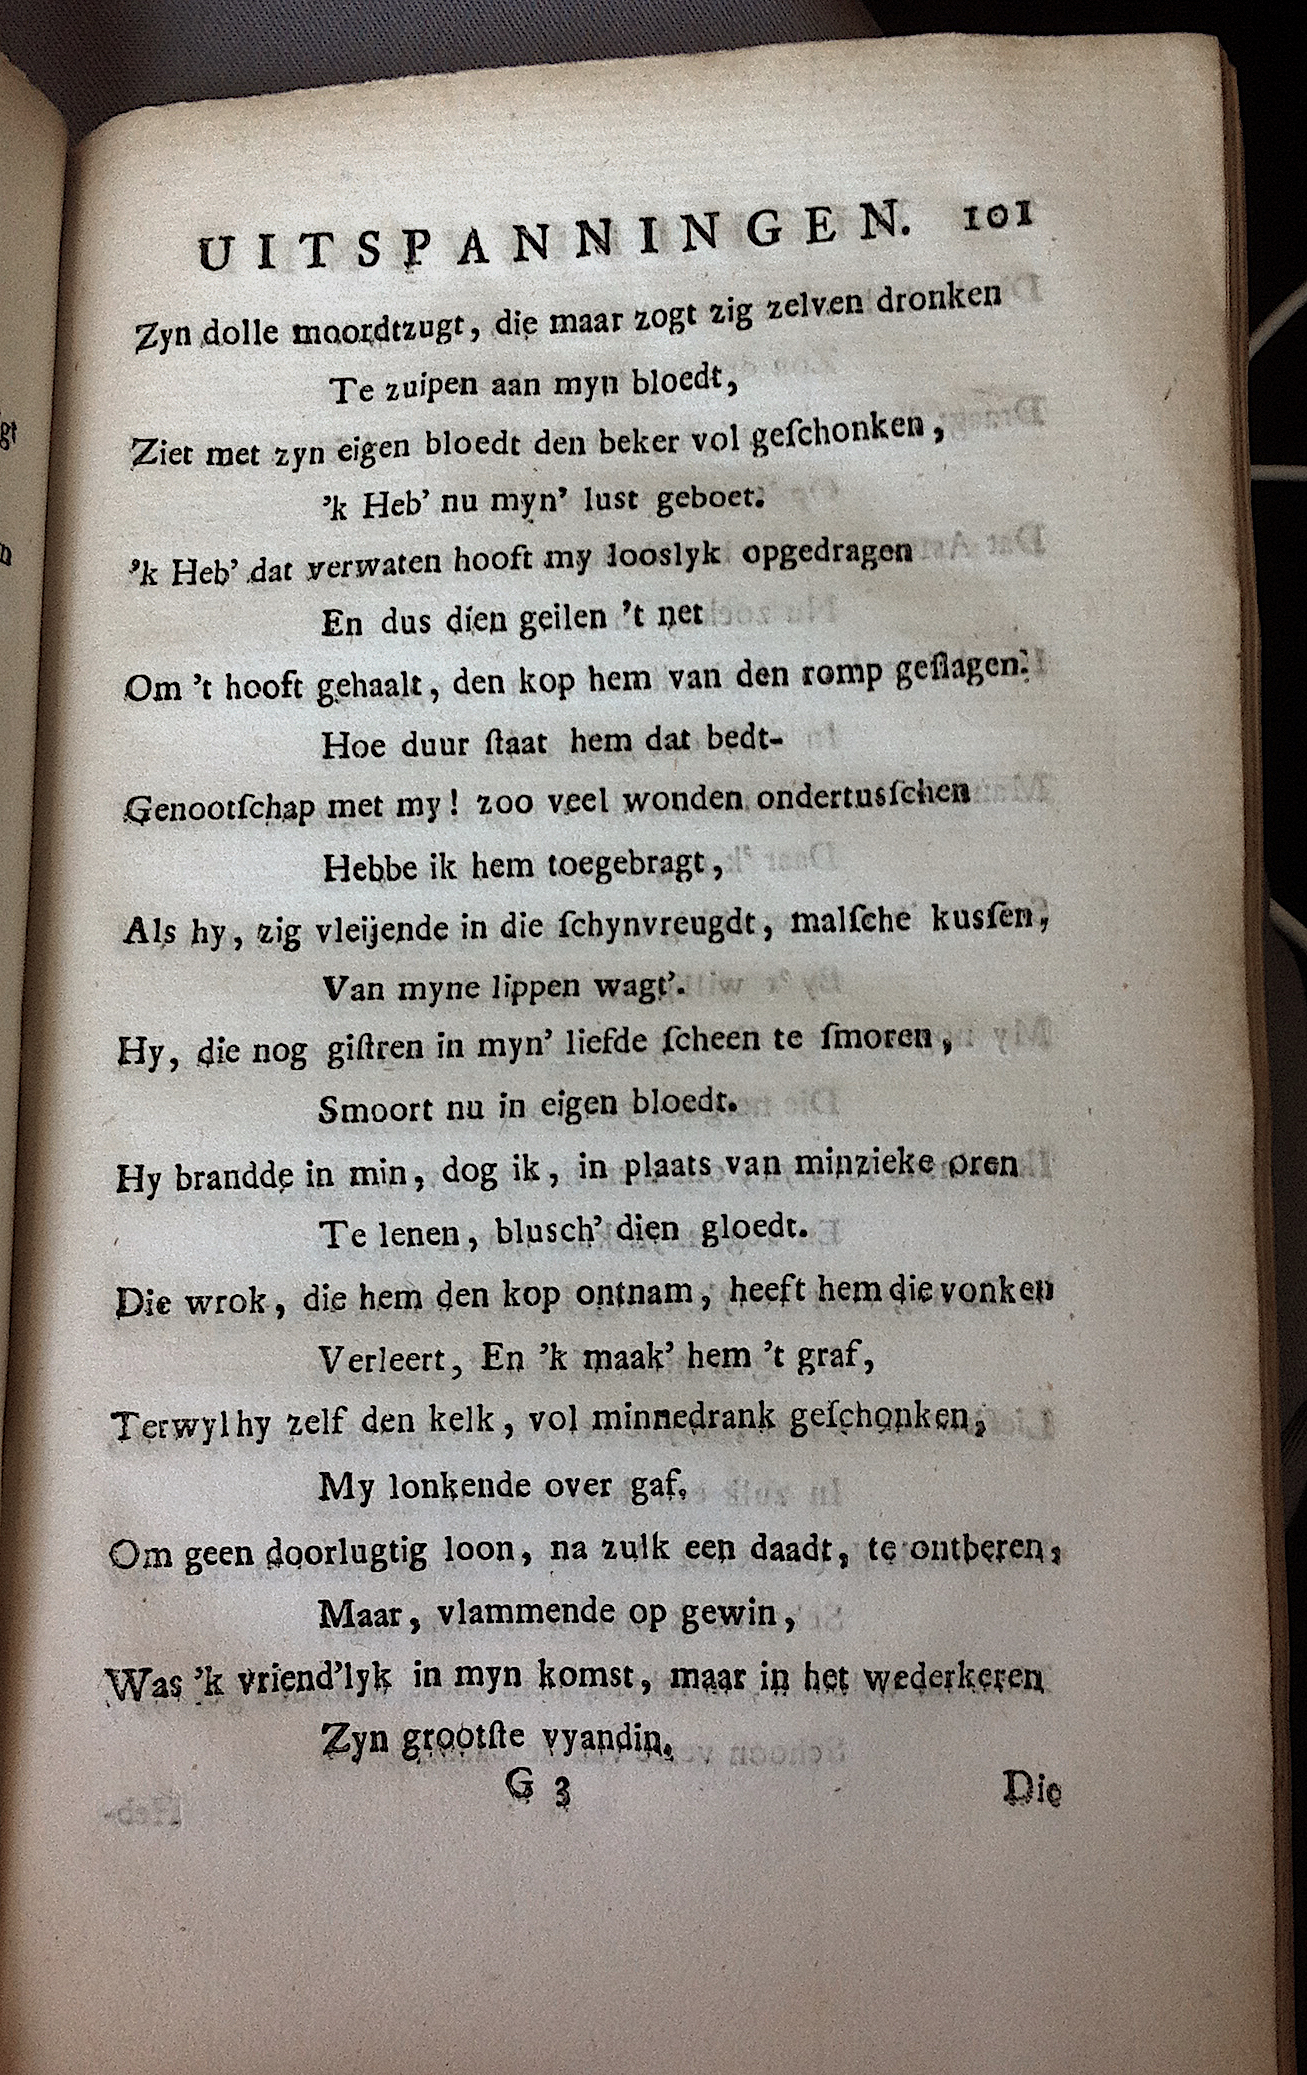 UITSPANNINGEN. 101
Zyn dolle moordtzugt, die maar zogt zig zelven dronken
Te zuipen aan myn bloedt,
Ziet met zyn eigen bloedt den beker vol geſchonken,
’k Heb’ nu myn’ lust geboet.
’k Heb’ dat verwaten hooft my looslyk opgedragen
En dus dien geilen ’t net
Om ’t hooft gehaalt, den kop hem van den romp geſlagen.
Hoe duur ſtaat hem dat bedt-
Genootſchap met my! zoo veel wonden ondertusſchen
Hebbe ik hem toegebragt,
Als hy, zig vleijende in die ſchynvreugdt, malſche kusſen,
Van myne lippen wagt’.
Hy, die nog giſtren in myn’ liefde ſcheen te ſmoren,
Smoort nu in eigen bloedt.
Hy brandde in min, dog ik, in plaats van minzieke oren
Te lenen, blusch’ dien gloedt.
Die wrok, die hem den kop ontnam, heeft hem die vonken
Verleert, En ’k maak’ hem ’t graf,
Terwyl hy zelf den kelk, vol minnedrank geſchonken,
My lonkende over gaf.
Om geen doorlugtig loon, na zulk een daadt, te ontberen,
Maar, vlammende op gewin,
Was ’k vriend’lyk in myn komst, maar in het wederkeren
Zyn grootſte vyandin.
G 3 Die